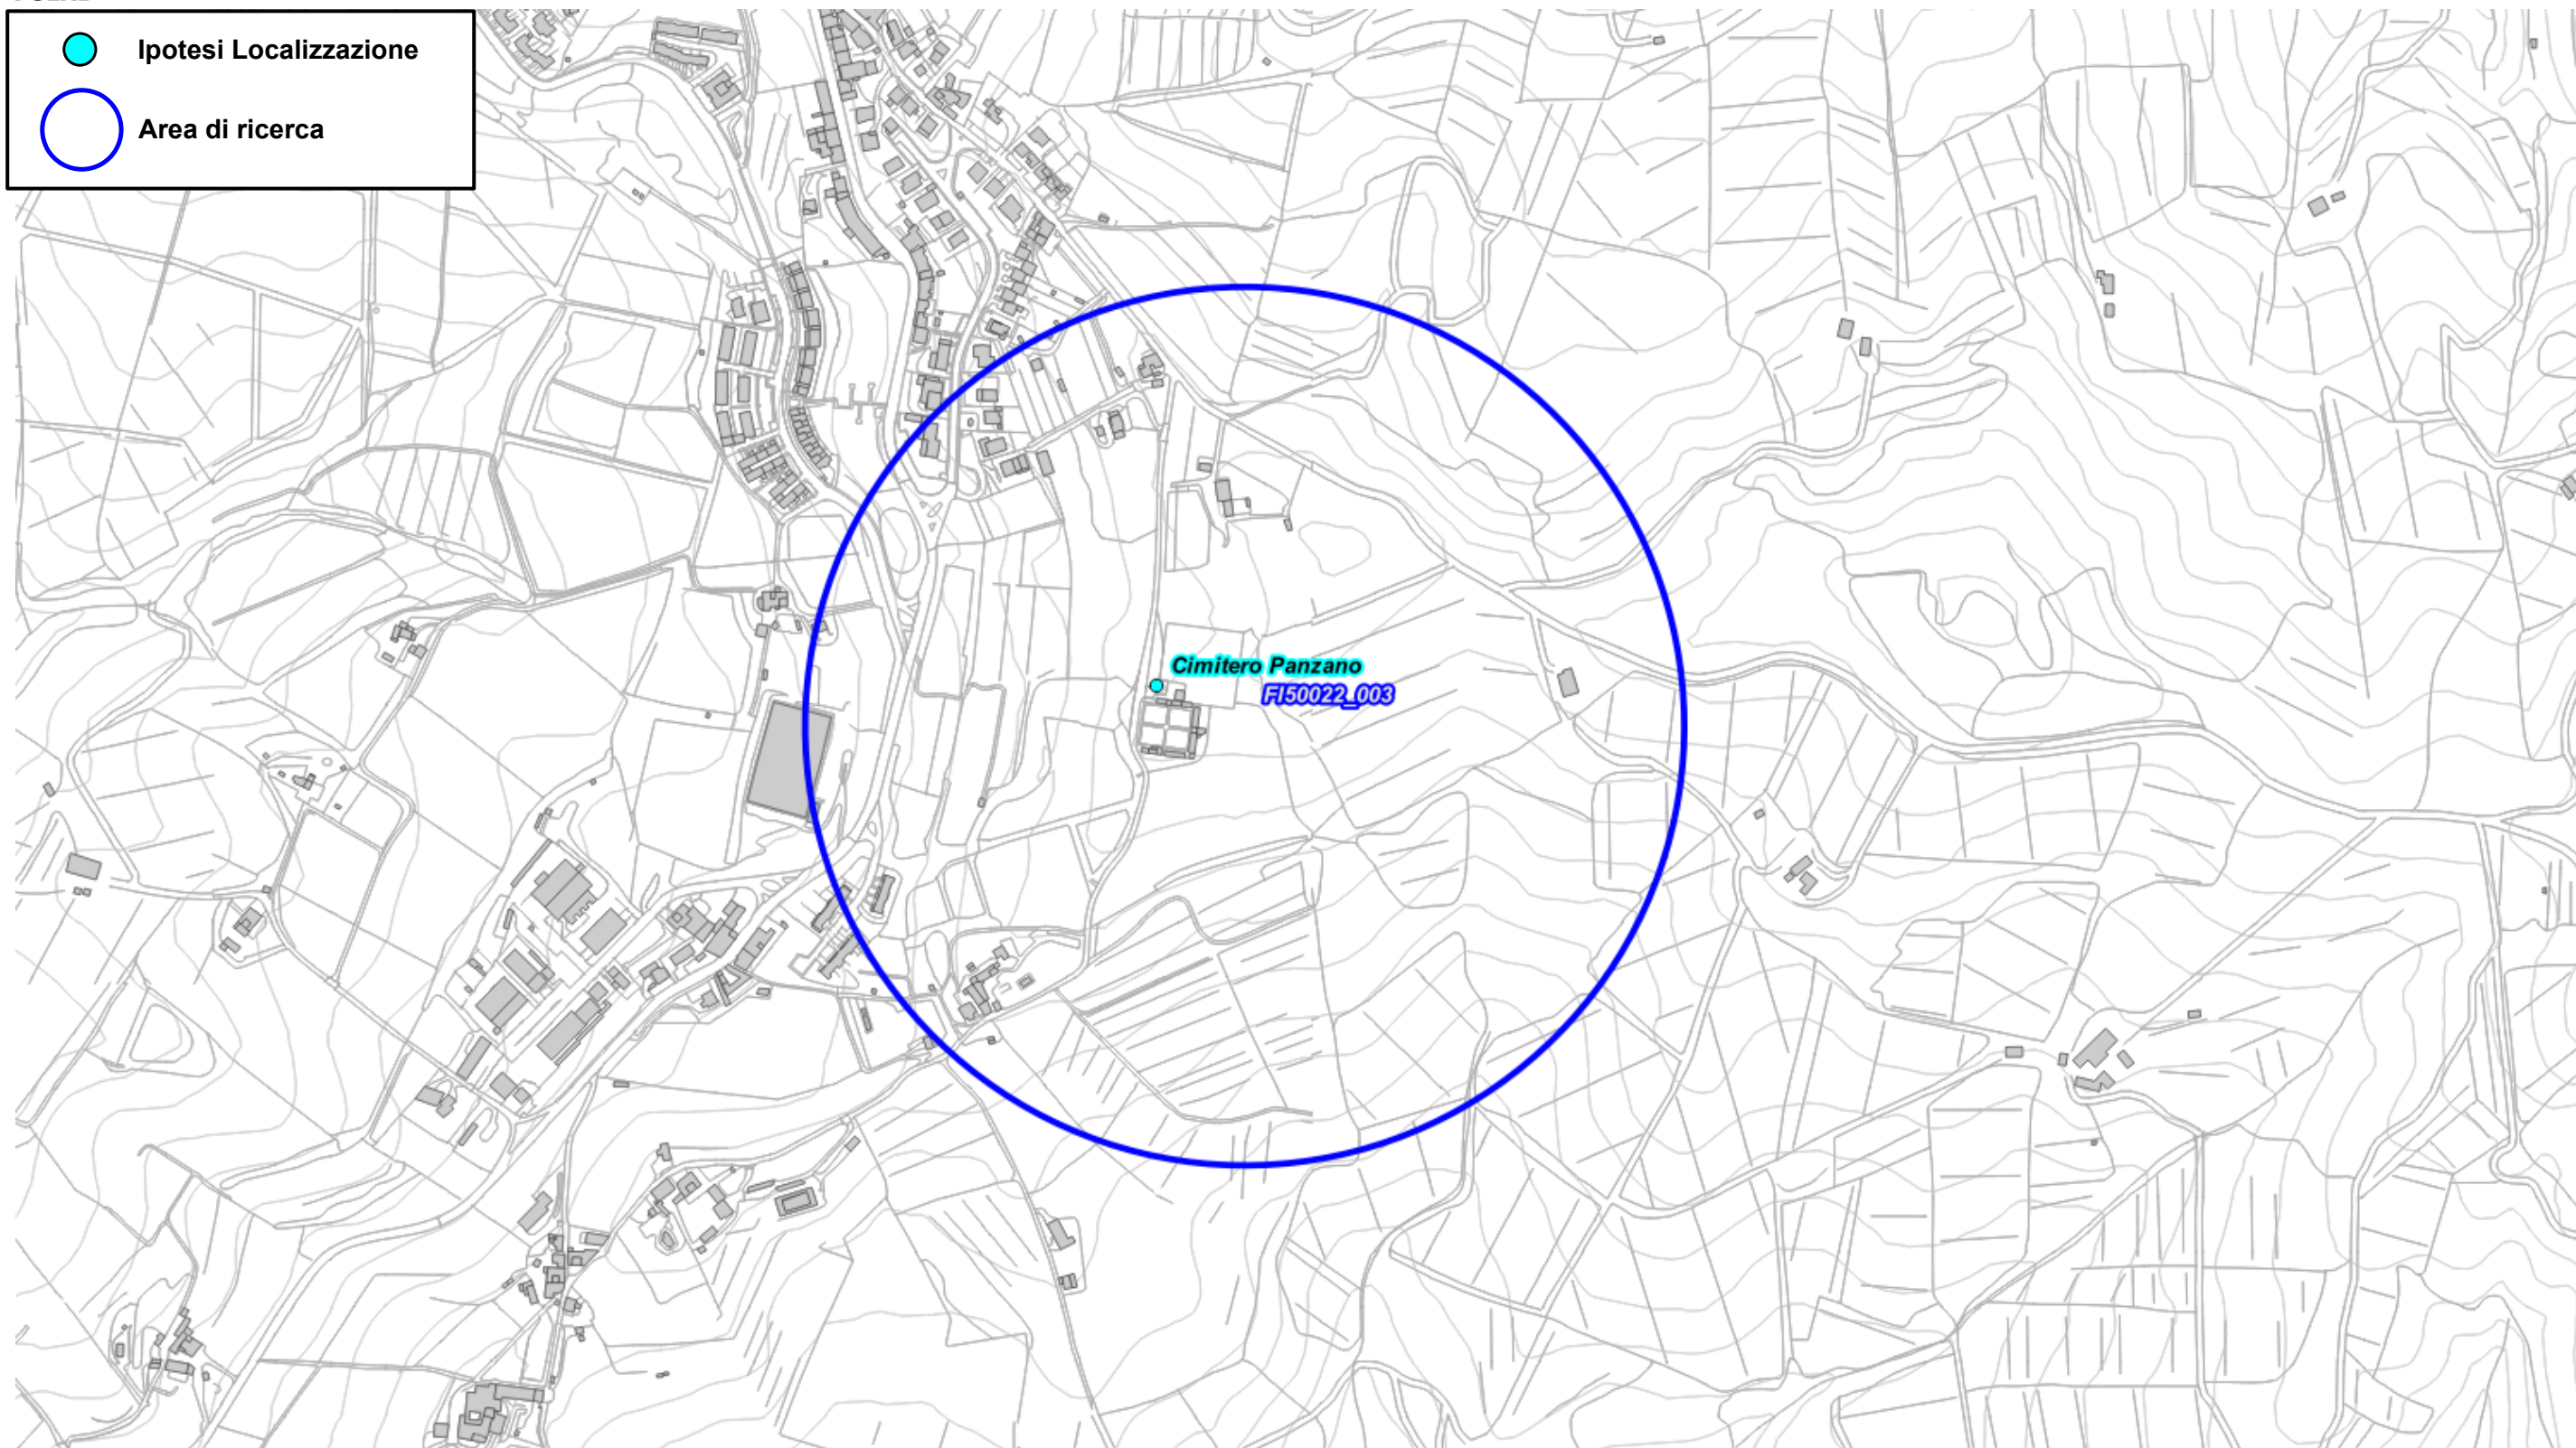 Ipotesi Localizzazione
Area di ricerca
Cimitero Panzano
FI50022_003